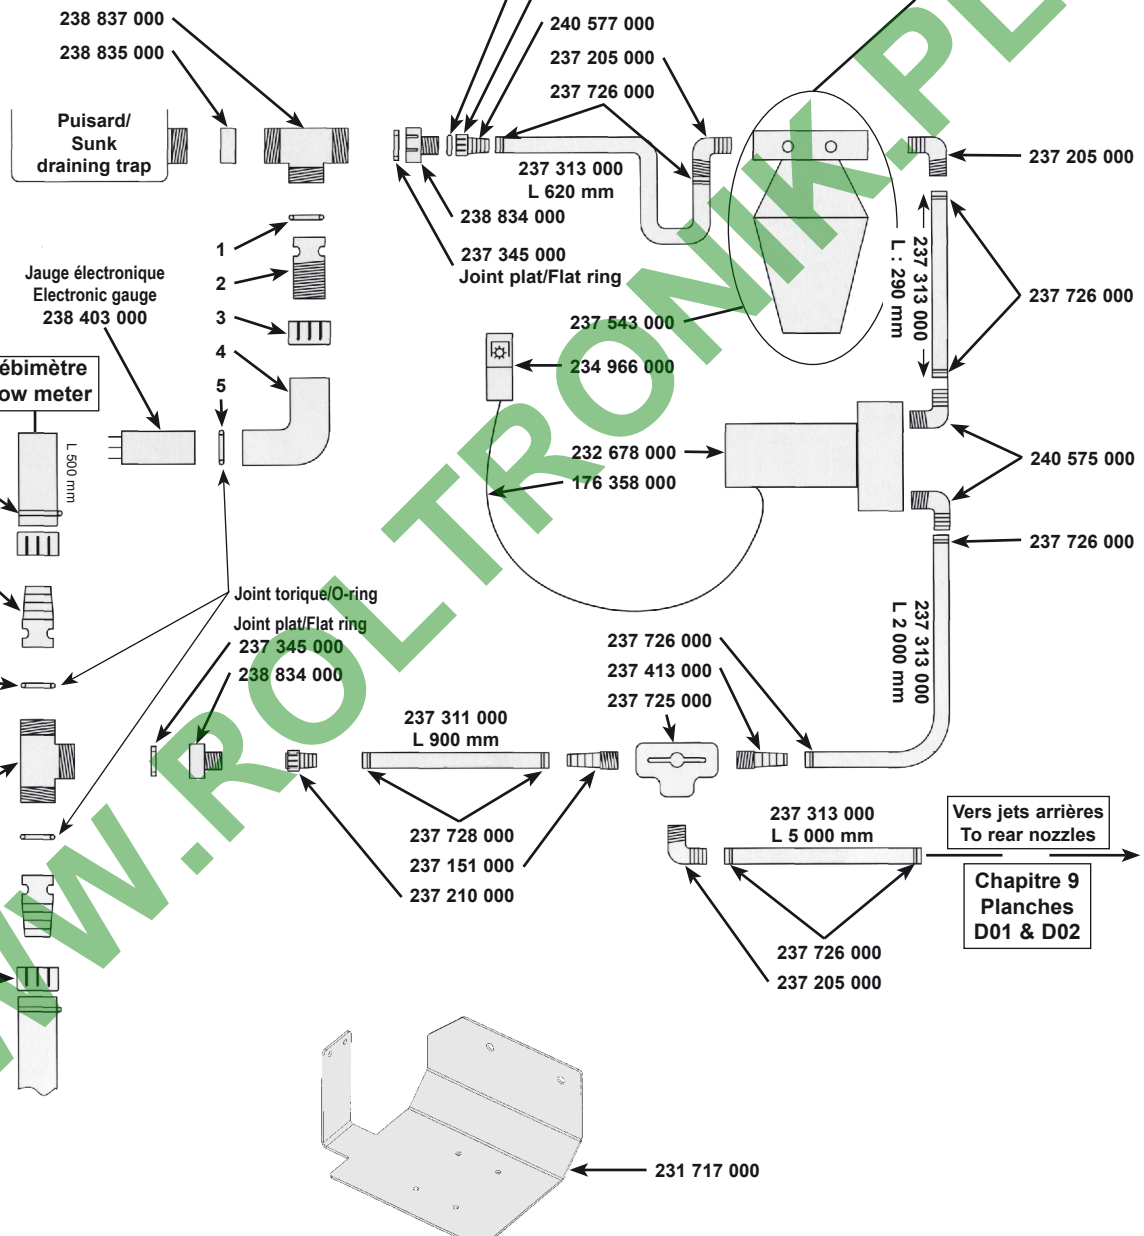 238 837 000
238 835 000
240 577 000
237 205 000
237 726 000
Puisard/
Sunk
draining trap
237 313 000
L 620 mm
237 205 000
238 834 000
237 345 000
Joint plat/Flat ring
1
2
3
4
5
Jauge électronique
Electronic gauge
238 403 000
237 313 000
L : 290 mm
237 726 000
237 543 000
234 966 000
ébimètre
ow meter
L 500 mm
232 678 000
176 358 000
240 575 000
237 726 000
Joint torique/O-ring
Joint plat/Flat ring
237 345 000
238 834 000
237 313 000
L 2 000 mm
237 726 000
237 413 000
237 725 000
237 311 000
L 900 mm
237 728 000
237 151 000
237 210 000
237 313 000
L 5 000 mm
Vers jets arrières
To rear nozzles
Chapitre 9
Planches
D01 & D02
237 726 000
237 205 000
231 717 000
WW.ROLTRONIK.PL